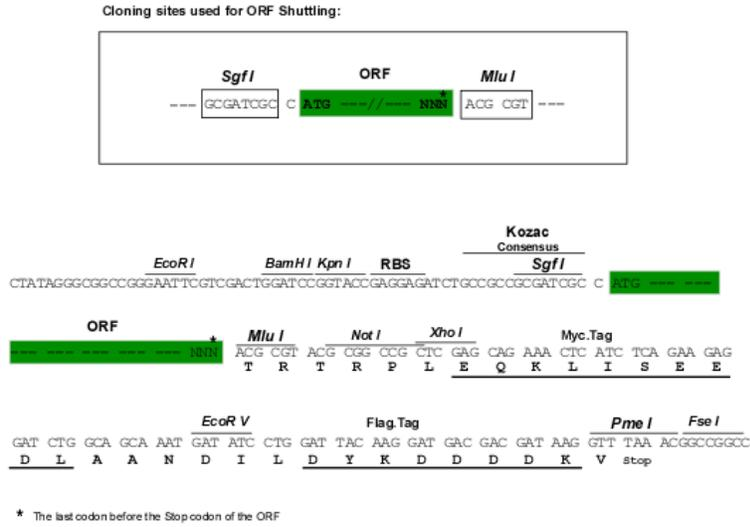 Cloning sites used for ORF Shuttling:
Sgf I ORF Mlu I
--- GCGATCGC C ATG ---//--- NNN* ACG CGT ---
Kozac
Consensus
EcoR I BamH I Kpn I RBS Sgf I
CTATAGGGCGGCCGGGAATTCGTCGACTGGATCCGGTACCGAGGAGATCTGCCGCCGCGATCGC C ATG --- ---
ORF Mlu I Not I Xho I Myc.Tag
--- --- --- --- --- --- NNN* ACG CGT ACG CGG CCG CTC GAG CAG AAA CTC ATC TCA GAA GAG
T R T R P L E Q K L I S E E
EcoR V Flag.Tag Pme I Fse I
GAT CTG GCA GCA AAT GAT ATC CTG GAT TAC AAG GAT GAC GAC GAT AAG GTT TAA ACGGCCGGCC
D L A A N D I L D Y K D D D D K V Stop
* The last codon before the Stop codon of the ORF